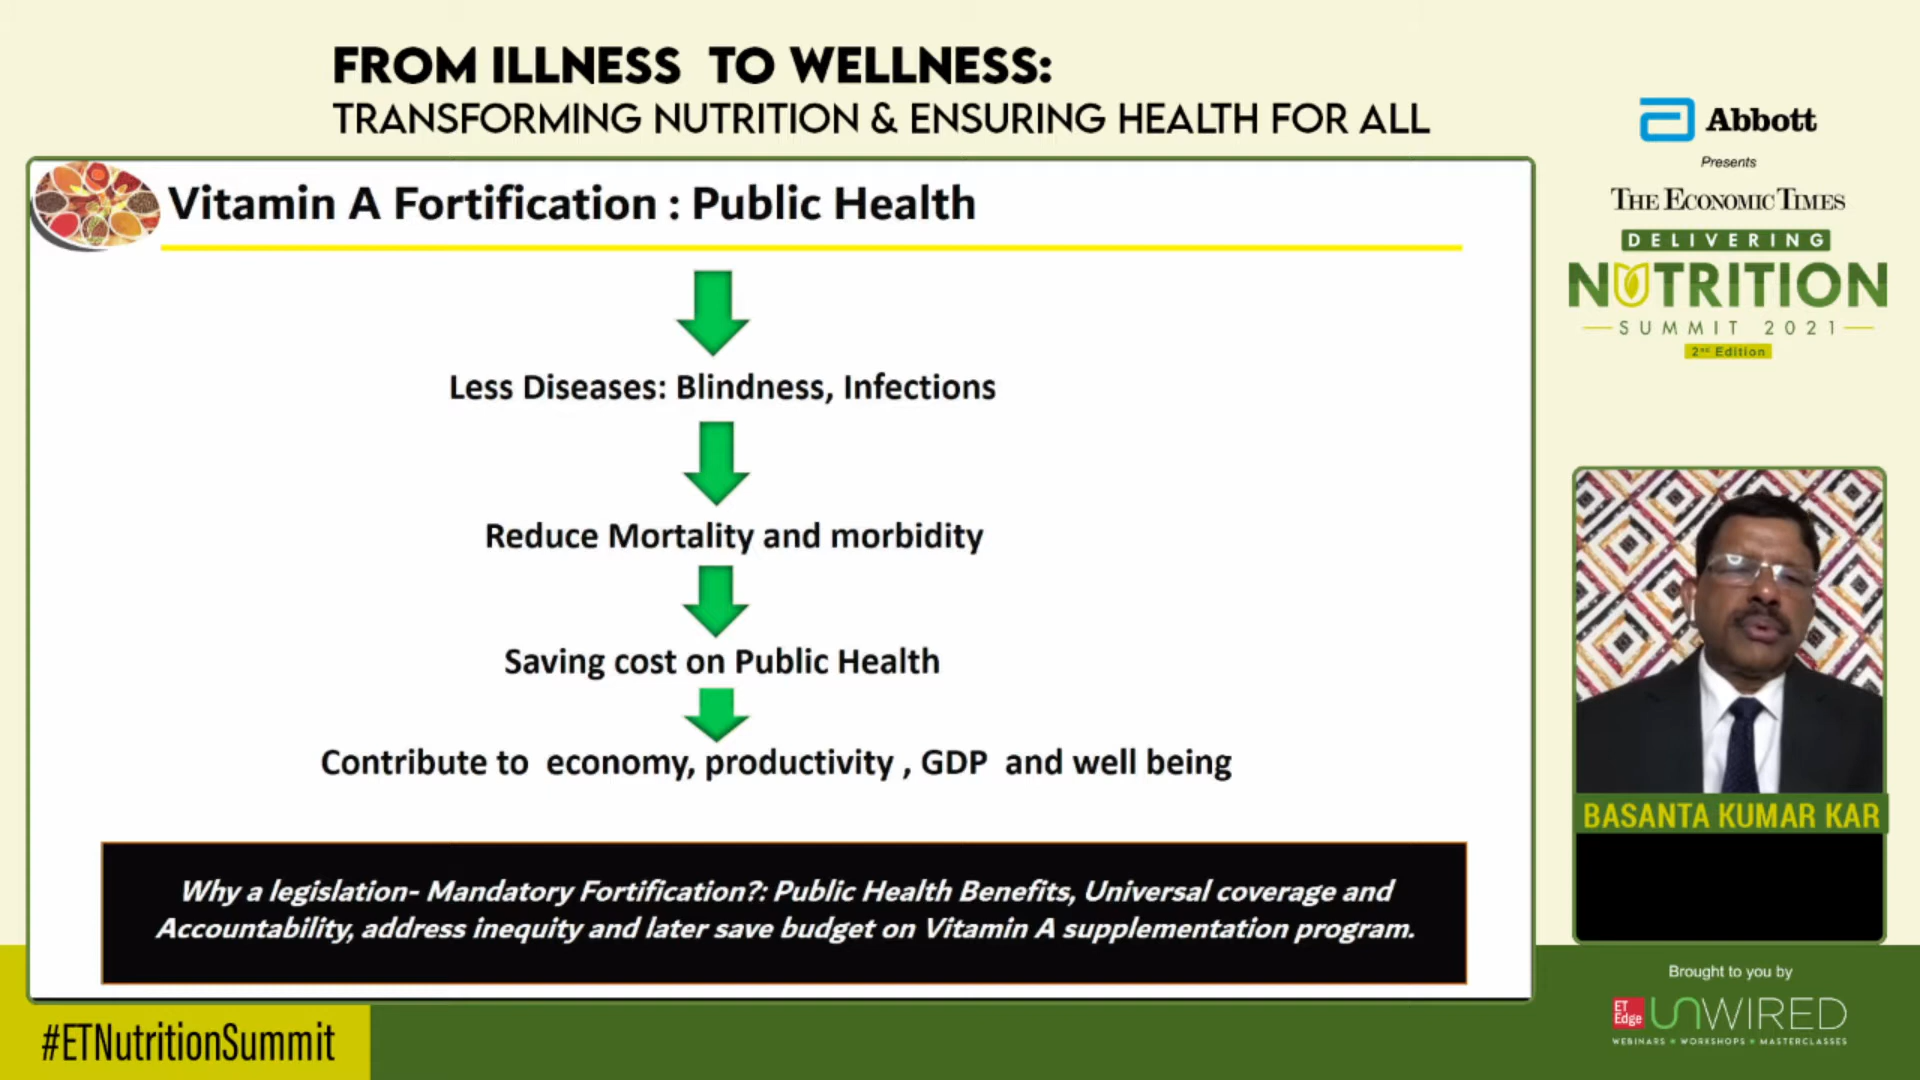 FROM ILLNESS TO WELLNESS:
TRANSFORMING NUTRITION & ENSURING HEALTH FOR ALL
Abbott
Presents
THE ECONOMIC TIMES
DELIVERING
NUTRITION
SUMMIT 2021
2ND Edition
Vitamin A Fortification : Public Health
Less Diseases: Blindness, Infections
Reduce Mortality and morbidity
Saving cost on Public Health
Contribute to economy, productivity , GDP and well being
Why a legislation- Mandatory Fortification?: Public Health Benefits, Universal coverage and
Accountability, address inequity and later save budget on Vitamin A supplementation program.
BASANTA KUMAR KAR
#ETNutritionSummit
Brought to you by
ET
Edge
UNWIRED
WEBINARS • WORKSHOPS • MASTERCLASSES